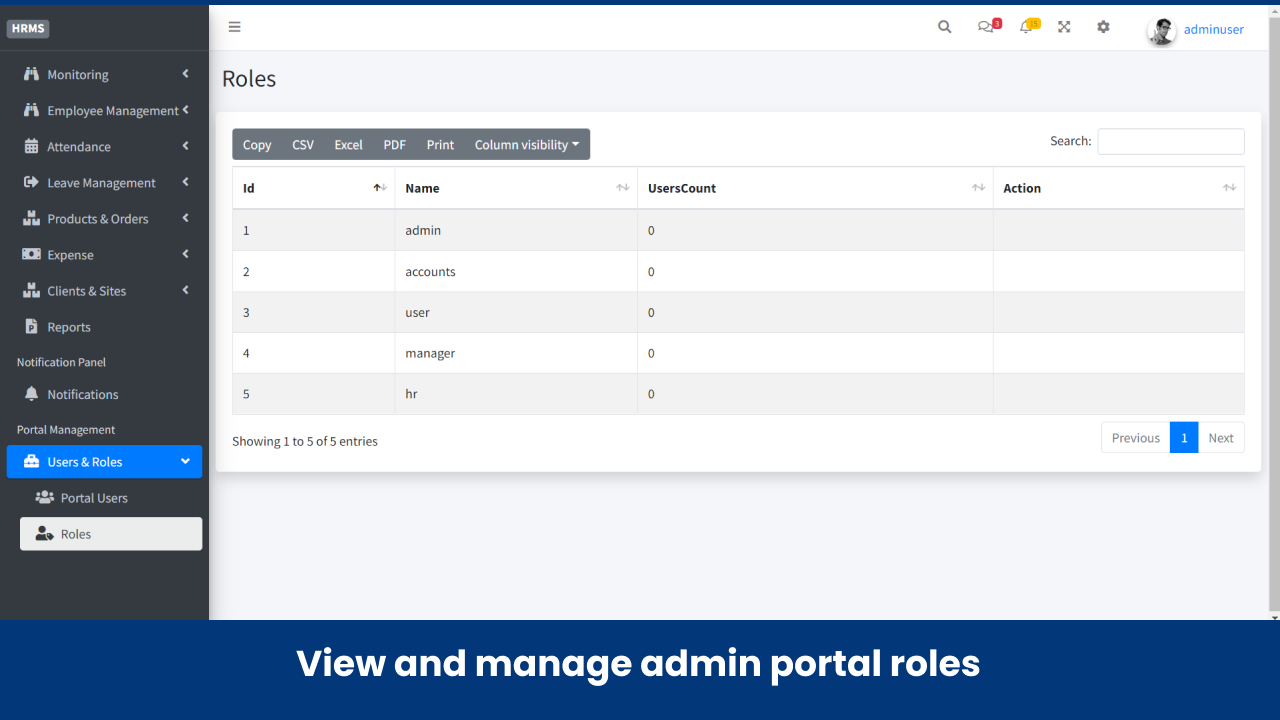 HRMS
3
15
adminuser
Monitoring
Employee Management
Attendance
Leave Management
Products & Orders
Expense
Clients & Sites
Reports
Notification Panel
Notifications
Portal Management
Users & Roles
Portal Users
Roles
Roles
Copy CSV Excel PDF Print Column visibility
Search:
Id Name UsersCount Action
1 admin 0
2 accounts 0
3 user 0
4 manager 0
5 hr 0
Showing 1 to 5 of 5 entries
Previous 1 Next
View and manage admin portal roles